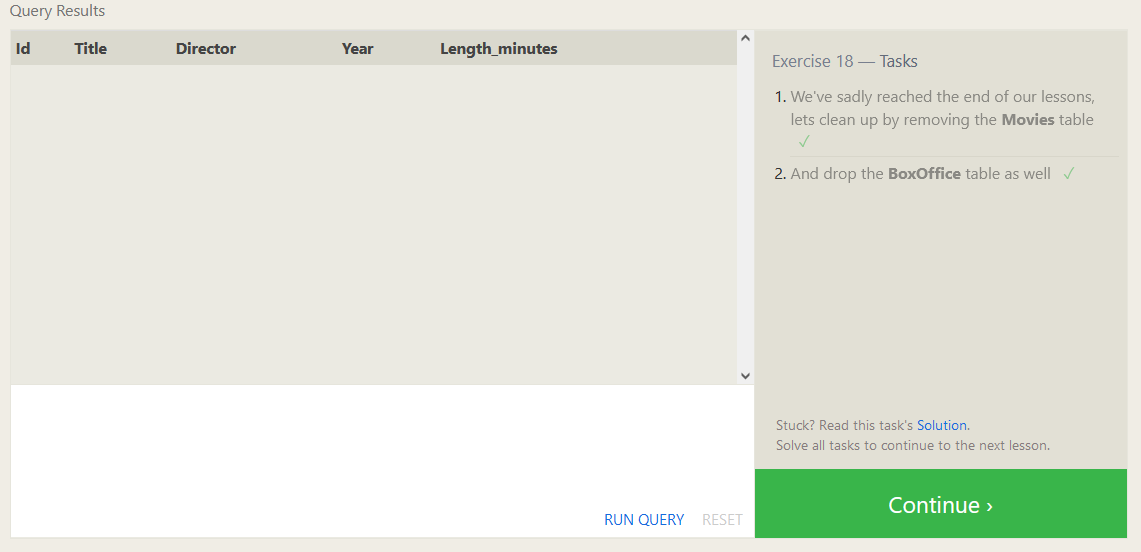 Query Results
Id Title Director Year Length_minutes
Exercise 18 — Tasks
1. We've sadly reached the end of our lessons,
lets clean up by removing the Movies table
✓
2. And drop the BoxOffice table as well ✓
Stuck? Read this task's Solution.
Solve all tasks to continue to the next lesson.
RUN QUERY RESET
Continue ›